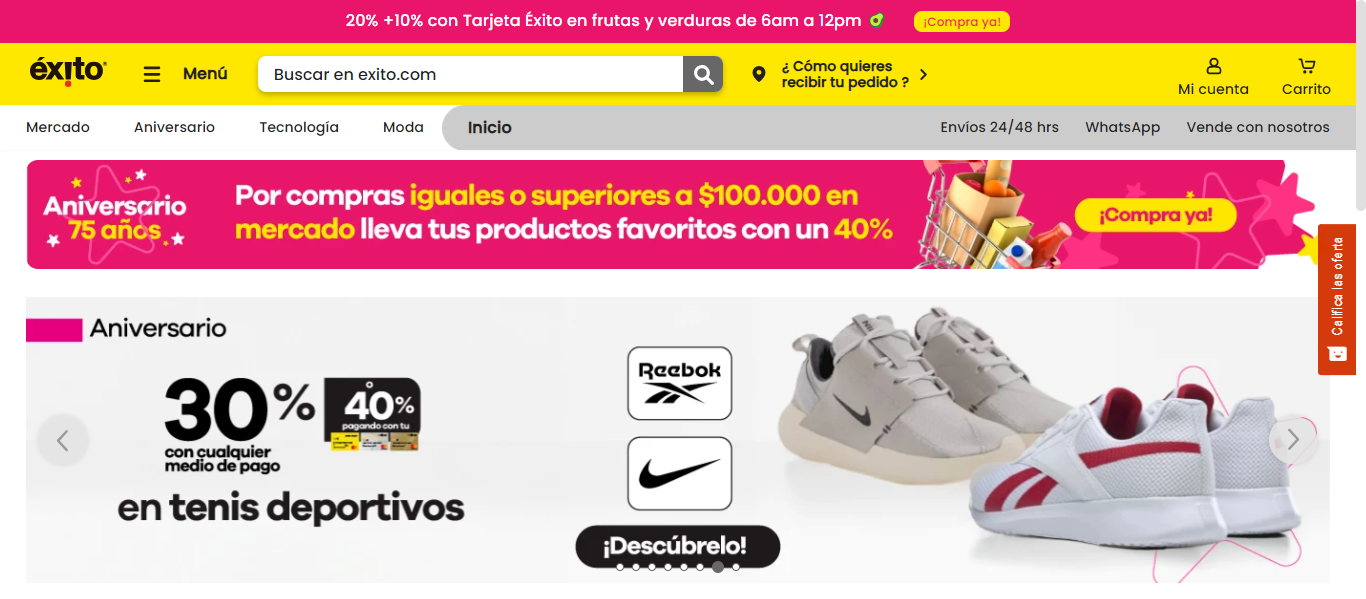 20% +10% con Tarjeta Éxito en frutas y verduras de 6am a 12pm ¡Compra ya!
éxito
Menú
Buscar en exito.com
¿ Cómo quieres
recibir tu pedido ?
Mi cuenta
Carrito
Mercado Aniversario Tecnología Moda Inicio Envíos 24/48 hrs WhatsApp Vende con nosotros
Aniversario
75 años
Por compras iguales o superiores a $100.000 en
mercado lleva tus productos favoritos con un 40%
¡Compra ya!
Califica las oferta
Aniversario
30%
con cualquier
medio de pago
40%
pagando con tu
en tenis deportivos
Reebok
¡Descúbrelo!